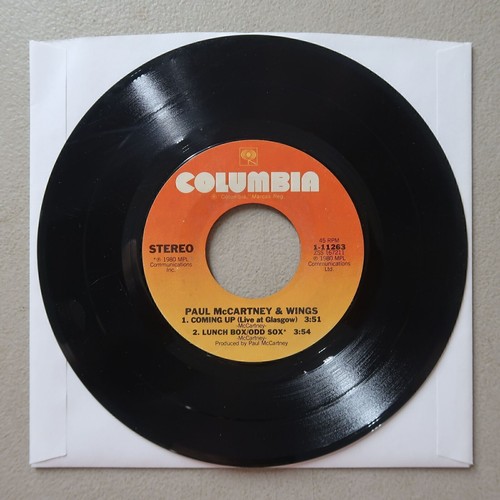 COLUMBIA
® "Columbia," Marcas Reg.
STEREO
*℗ 1980 MPL
Communications
Inc.
45 RPM
1-11263
ZSS 167211
℗ 1980 MPL
Communications
Ltd.
PAUL McCARTNEY & WINGS
1. COMING UP (Live at Glasgow) 3:51
-McCartney-
2. LUNCH BOX/ODD SOX* 3:54
-McCartney-
Produced by Paul McCartney